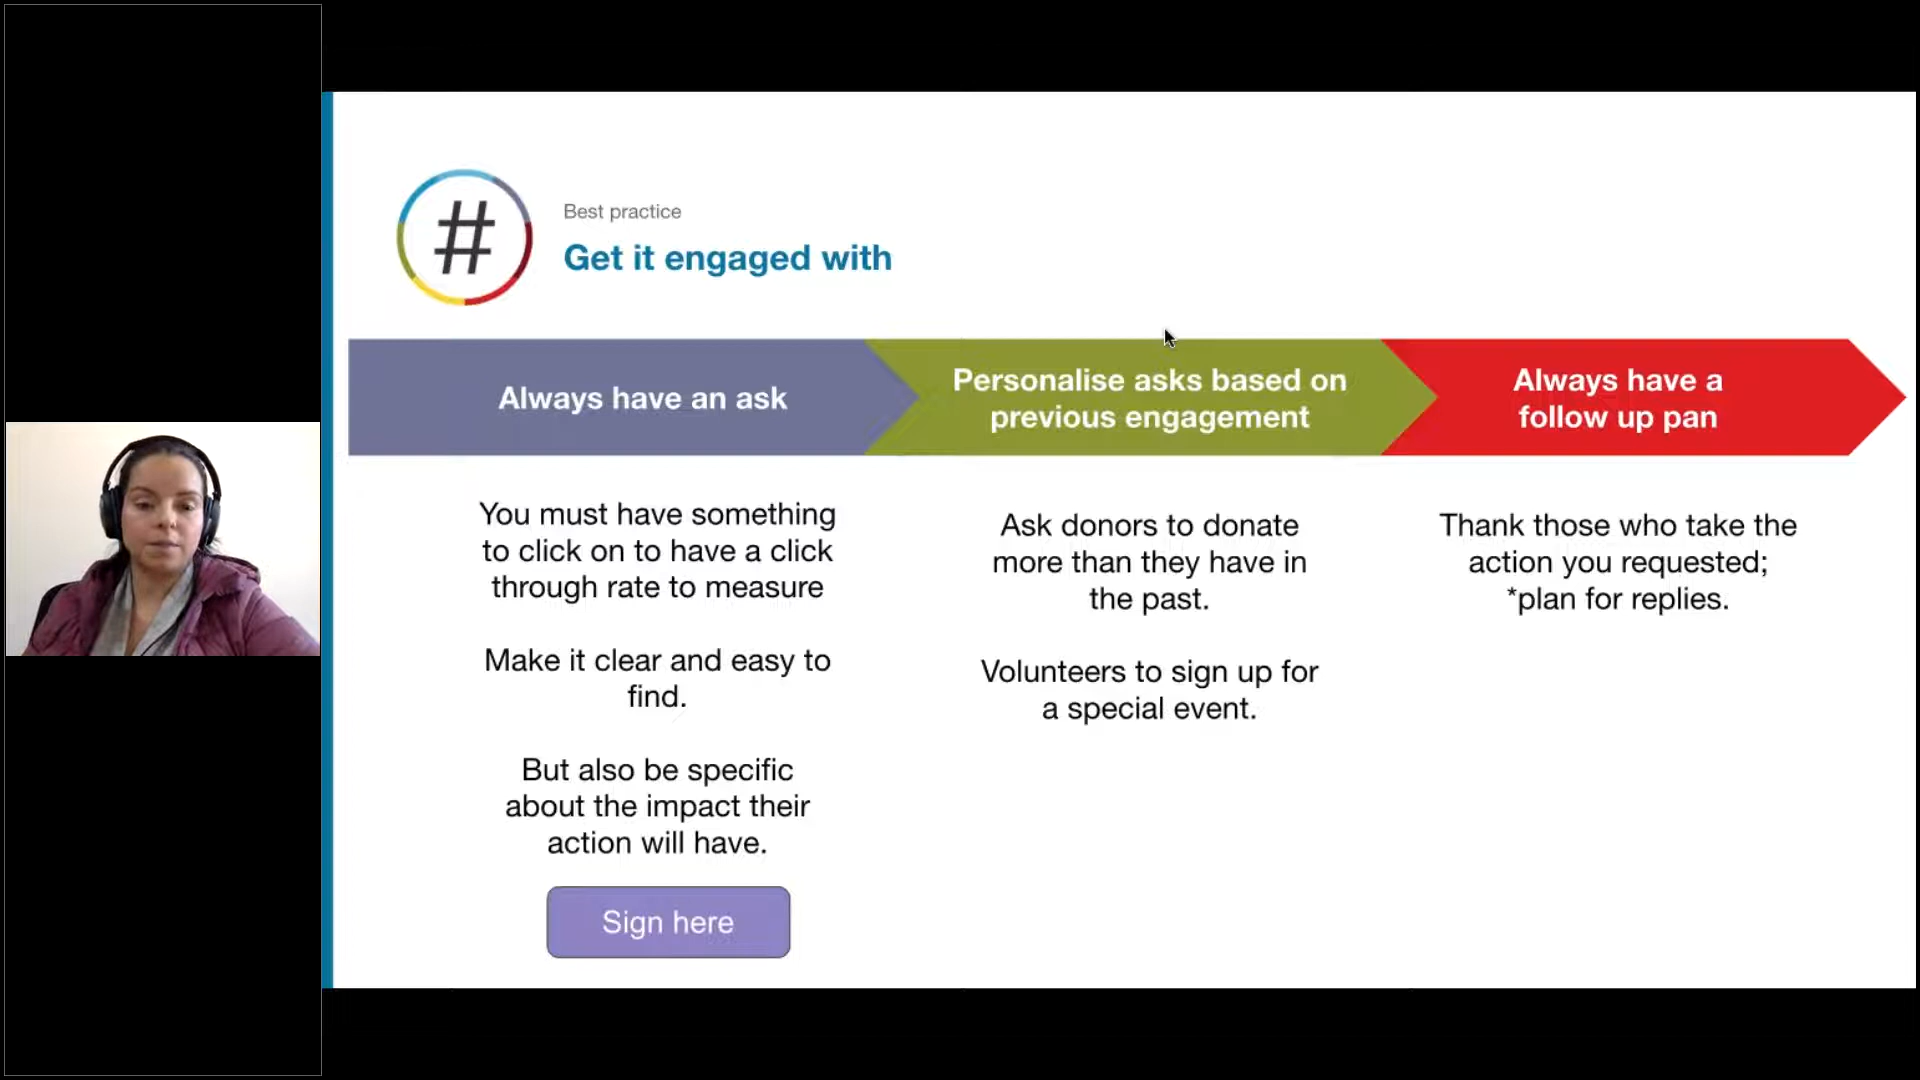 #
Best practice
Get it engaged with
Always have an ask
Personalise asks based on
previous engagement
Always have a
follow up pan
You must have something
to click on to have a click
through rate to measure
Make it clear and easy to
find.
But also be specific
about the impact their
action will have.
Sign here
Ask donors to donate
more than they have in
the past.
Volunteers to sign up for
a special event.
Thank those who take the
action you requested;
*plan for replies.